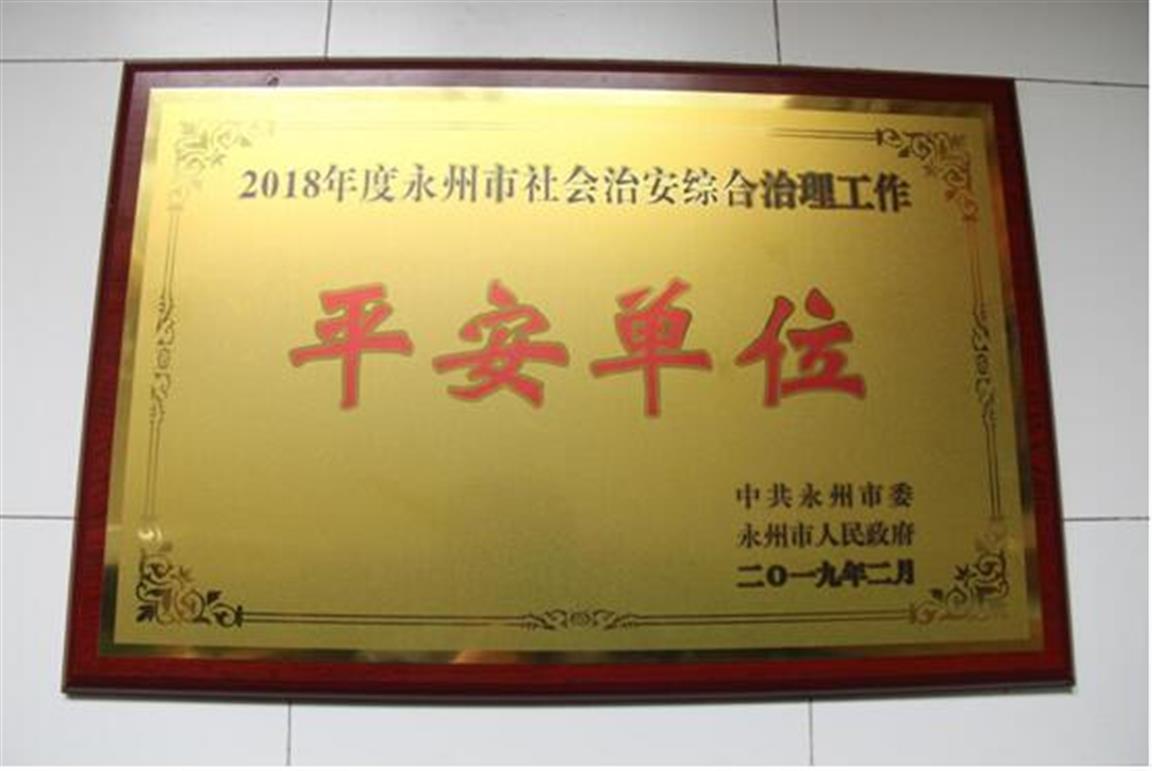 2018年度永州市社会治安综合治理工作
平安单位
中共永州市委
永州市人民政府
二〇一九年二月